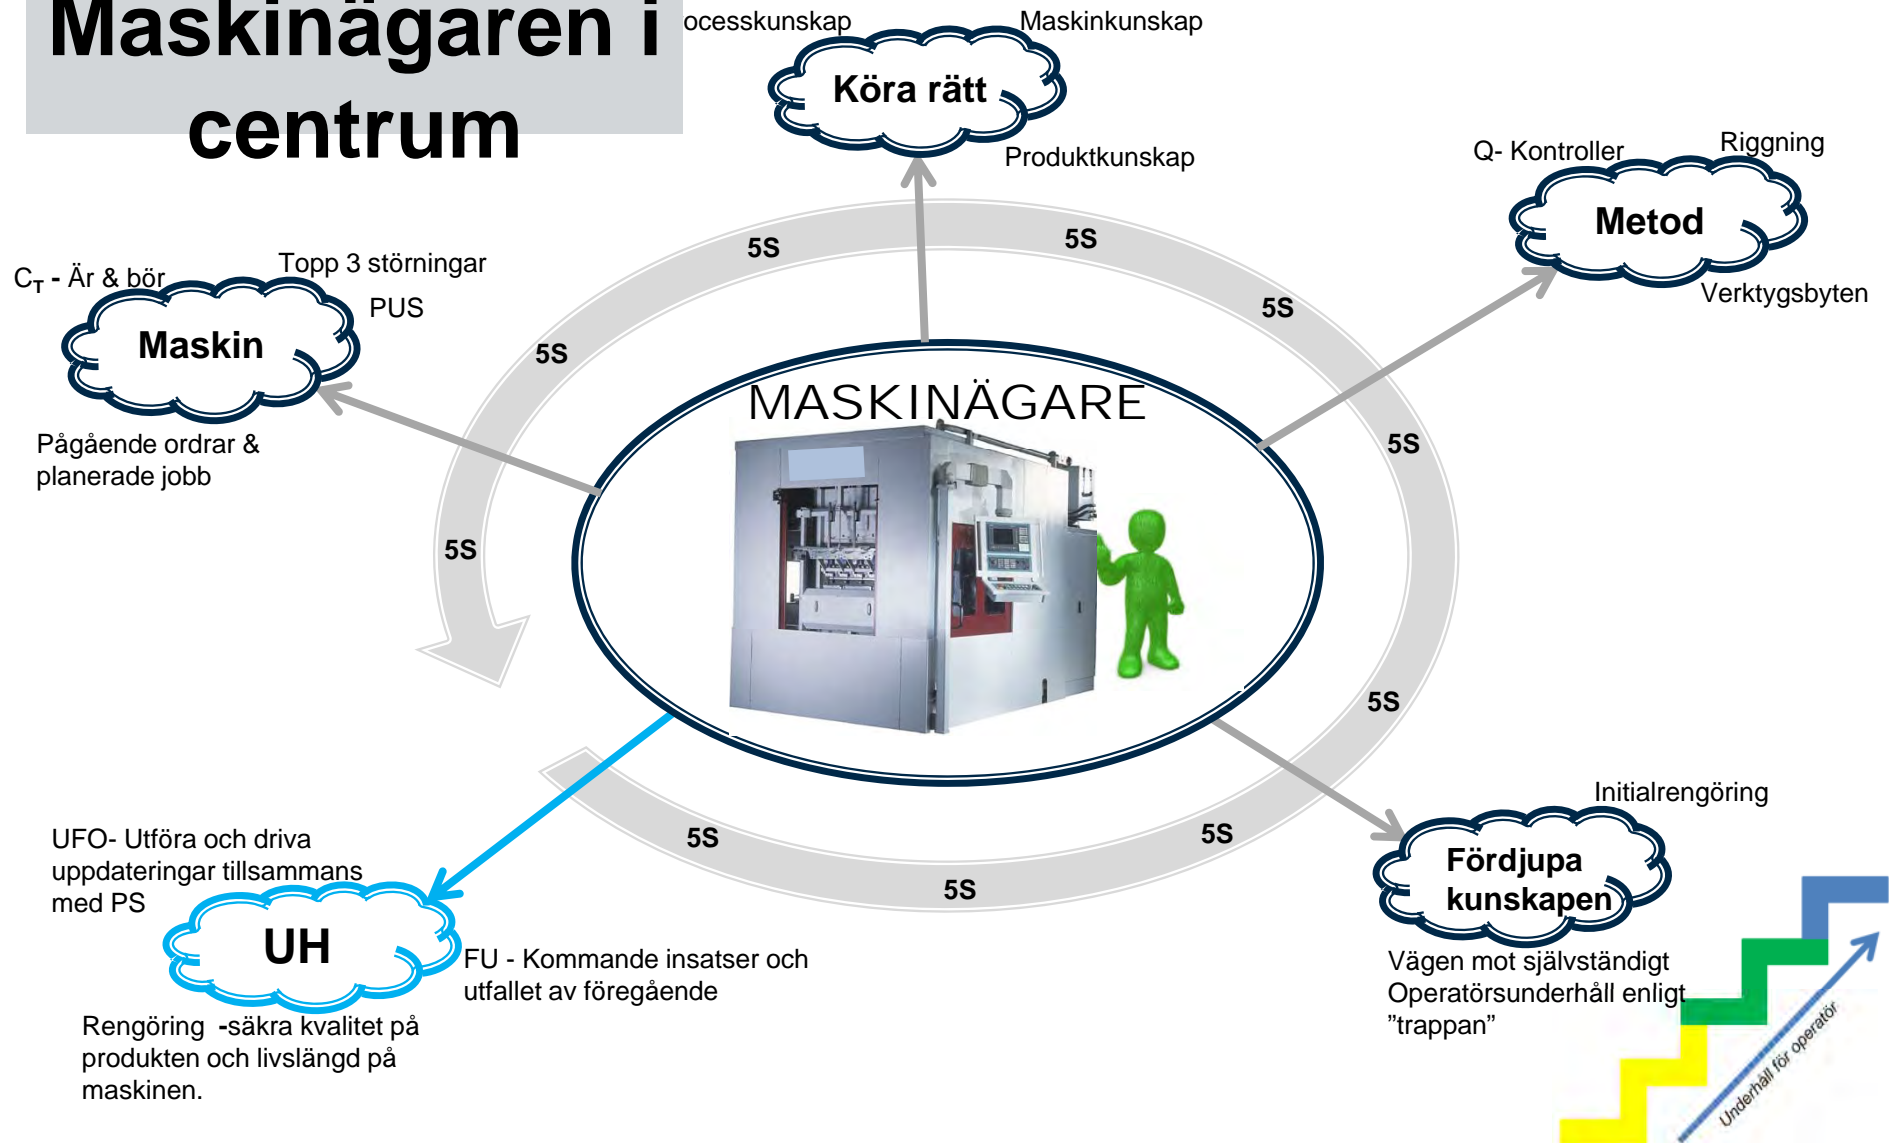 Maskinägaren i
centrum
ocesskunskap
Maskinkunskap
Köra rätt
Produktkunskap
Q- Kontroller
Riggning
Metod
Verktygsbyten
CT - Är & bör
Topp 3 störningar
PUS
Maskin
Pågående ordrar &
planerade jobb
5S
5S
5S
5S
5S
5S
5S
5S
5S
5S
5S
MASKINÄGARE
UFO- Utföra och driva
uppdateringar tillsammans
med PS
UH
FU - Kommande insatser och
utfallet av föregående
Rengöring -säkra kvalitet på
produkten och livslängd på
maskinen.
Initialrengöring
Fördjupa
kunskapen
Vägen mot självständigt
Operatörsunderhåll enligt
”trappan”
Underhåll för operatör